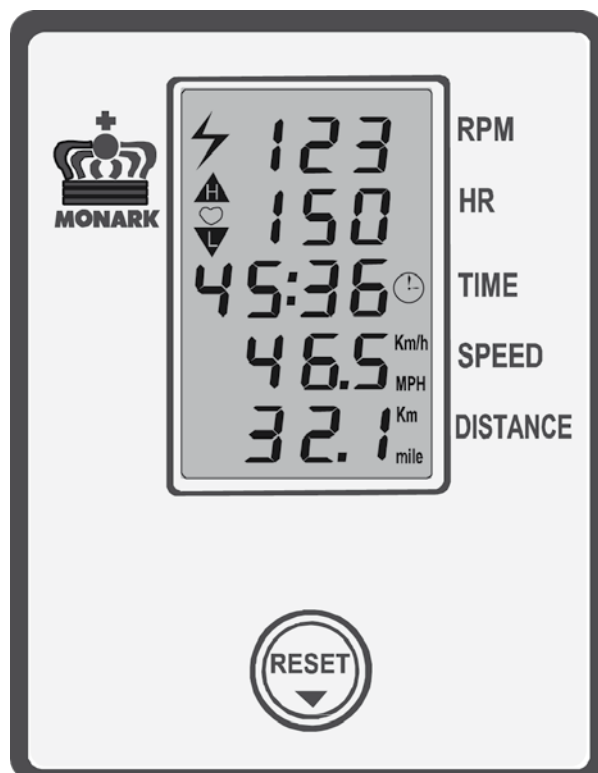 123 RPM
H
150 HR
L
MONARK
45:36 TIME
46.5 Km/h SPEED
MPH
32.1 Km DISTANCE
mile
RESET